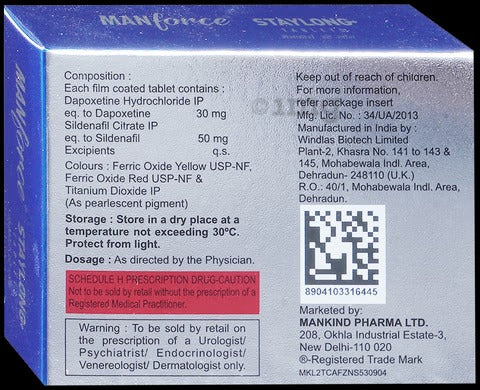 MANforce STAYLONG
TABLETS
Composition :
Each film coated tablet contains :
Dapoxetine Hydrochloride IP
eq. to Dapoxetine 30 mg
Sildenafil Citrate IP
eq. to Sildenafil 50 mg
Excipients q.s.
Colours : Ferric Oxide Yellow USP-NF,
Ferric Oxide Red USP-NF &
Titanium Dioxide IP
(As pearlescent pigment)
Storage : Store in a dry place at a
temperature not exceeding 30ºC.
Protect from light.
Dosage : As directed by the Physician.
SCHEDULE H PRESCRIPTION DRUG-CAUTION
Not to be sold by retail without the prescription of a
Registered Medical Practitioner.
Warning : To be sold by retail on
the prescription of a Urologist/
Psychiatrist/ Endocrinologist/
Venereologist/ Dermatologist only.
Keep out of reach of children.
For more information,
refer package insert
Mfg. Lic. No. : 34/UA/2013
Manufactured in India by :
Windlas Biotech Limited
Plant-2, Khasra No. 141 to 143 &
145, Mohabewala Indl. Area,
Dehradun- 248110 (U.K.)
R.O.: 40/1, Mohabewala Indl. Area,
Dehradun.
8904103316445
Marketed by:
MANKIND PHARMA LTD.
208, Okhla Industrial Estate-3,
New Delhi-110 020
®-Registered Trade Mark
MKL2TCAFZNS530904
MANforce STAYLONG